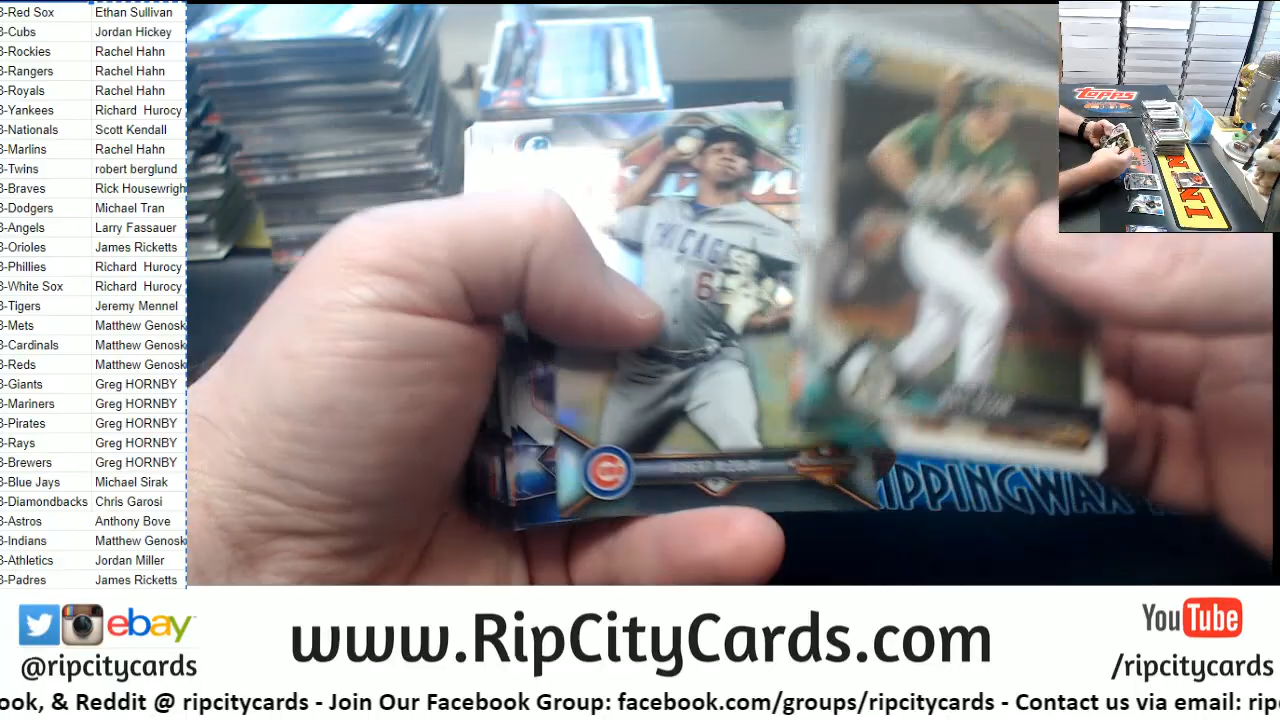 3-Red Sox Ethan Sullivan
3-Cubs Jordan Hickey
3-Rockies Rachel Hahn
3-Rangers Rachel Hahn
3-Royals Rachel Hahn
3-Yankees Richard Hurocy
3-Nationals Scott Kendall
3-Marlins Rachel Hahn
3-Twins robert berglund
3-Braves Rick Housewrigh
3-Dodgers Michael Tran
3-Angels Larry Fassauer
3-Orioles James Ricketts
3-Phillies Richard Hurocy
3-White Sox Richard Hurocy
3-Tigers Jeremy Mennel
3-Mets Matthew Genosk
3-Cardinals Matthew Genosk
3-Reds Matthew Genosk
3-Giants Greg HORNBY
3-Mariners Greg HORNBY
3-Pirates Greg HORNBY
3-Rays Greg HORNBY
3-Brewers Greg HORNBY
3-Blue Jays Michael Sirak
3-Diamondbacks Chris Garosi
3-Astros Anthony Bove
3-Indians Matthew Genosk
3-Athletics Jordan Miller
3-Padres James Ricketts
Topps
CHICAGO
IPPINGWAX
ebay
@ripcitycards
www.RipCityCards.com
YouTube
/ripcitycards
ook, & Reddit @ ripcitycards - Join Our Facebook Group: facebook.com/groups/ripcitycards - Contact us via email: rip